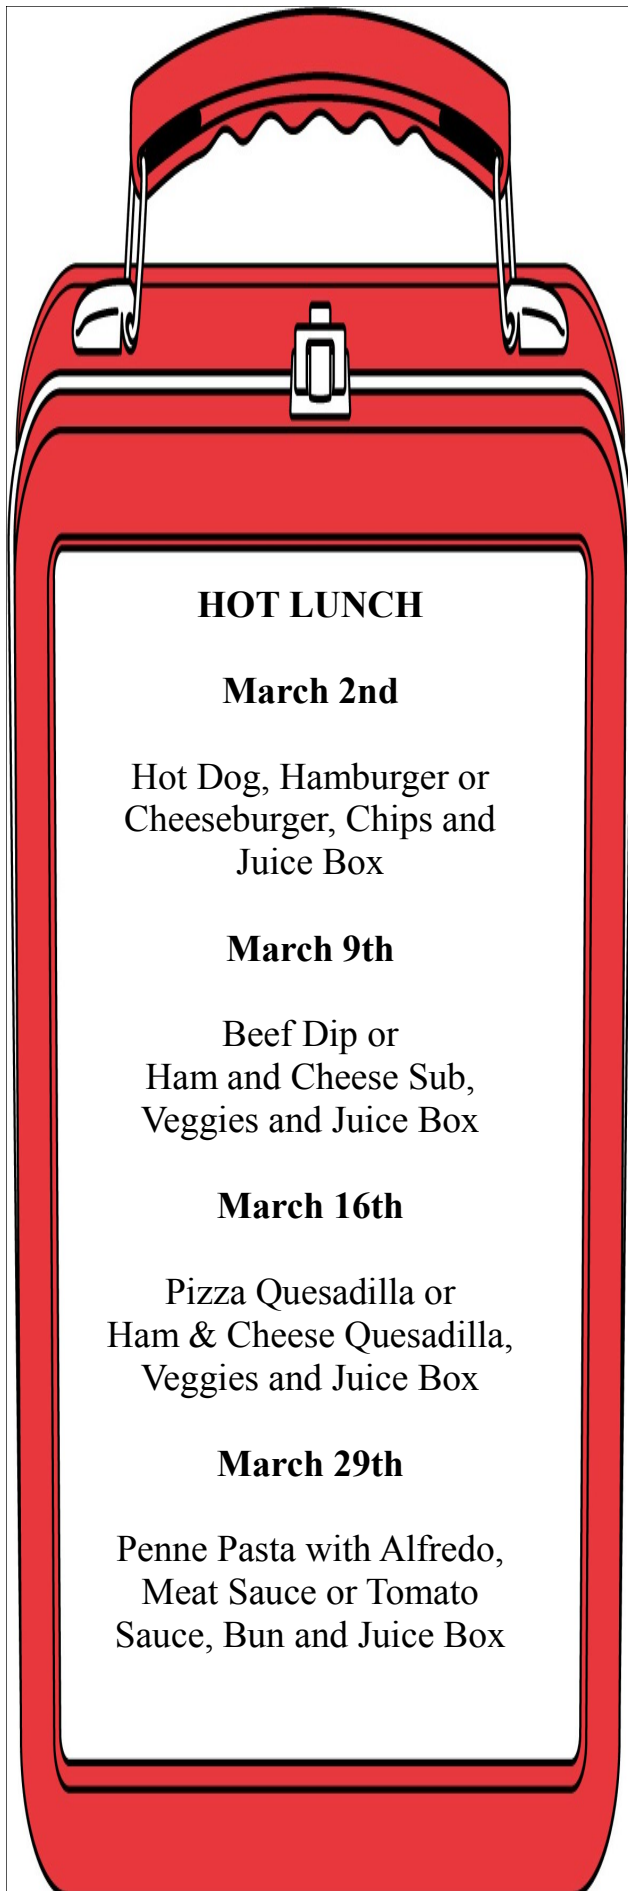 HOT LUNCH
March 2nd
Hot Dog, Hamburger or
Cheeseburger, Chips and
Juice Box
March 9th
Beef Dip or
Ham and Cheese Sub,
Veggies and Juice Box
March 16th
Pizza Quesadilla or
Ham & Cheese Quesadilla,
Veggies and Juice Box
March 29th
Penne Pasta with Alfredo,
Meat Sauce or Tomato
Sauce, Bun and Juice Box